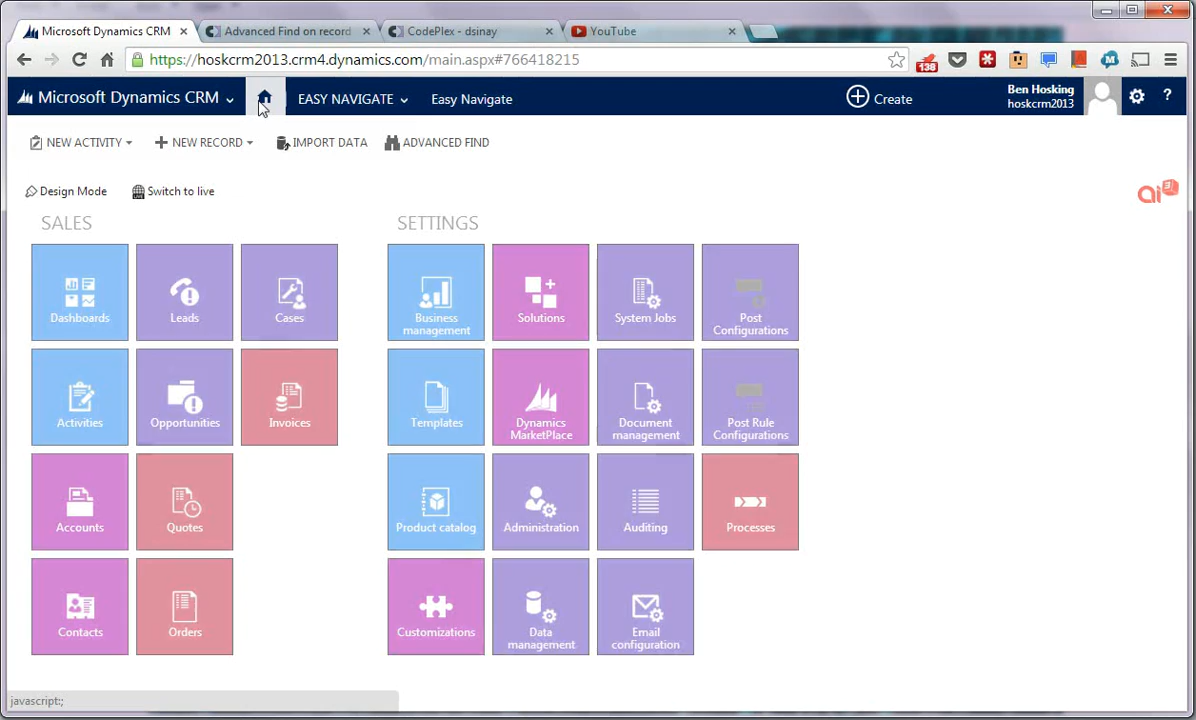 Microsoft Dynamics CRM
Advanced Find on record
CodePlex - dsinay
YouTube
https://hoskcrm2013.crm4.dynamics.com/main.aspx#766418215
138
Microsoft Dynamics CRM
EASY NAVIGATE
Easy Navigate
Create
Ben Hosking
hoskcrm2013
?
NEW ACTIVITY
NEW RECORD
IMPORT DATA
ADVANCED FIND
Design Mode
Switch to live
ai
SALES
SETTINGS
Dashboards
Leads
Cases
Business
management
Solutions
System Jobs
Post
Configurations
Activities
Opportunities
Invoices
Templates
Dynamics
MarketPlace
Document
management
Post Rule
Configurations
Accounts
Quotes
Product catalog
Administration
Auditing
Processes
Contacts
Orders
Customizations
Data
management
Email
configuration
javascript:;